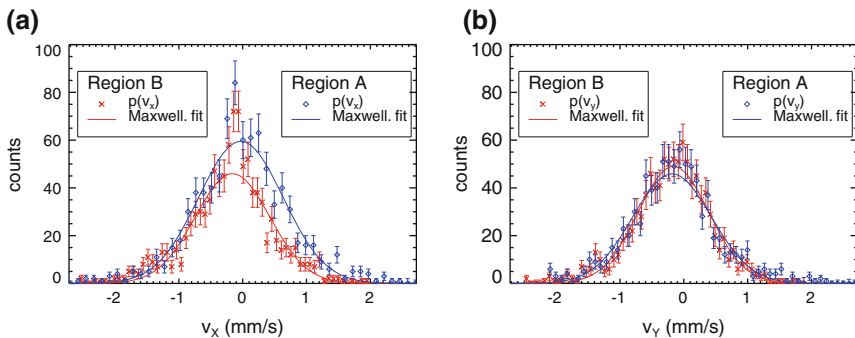 (a)
100
80
60
40
20
0
counts
Region B
p(vx)
Maxwell. fit
Region A
p(vx)
Maxwell. fit
-2
-1
0
1
2
vX (mm/s)
(b)
100
80
60
40
20
0
counts
Region B
p(vy)
Maxwell. fit
Region A
p(vy)
Maxwell. fit
-2
-1
0
1
2
vY (mm/s)